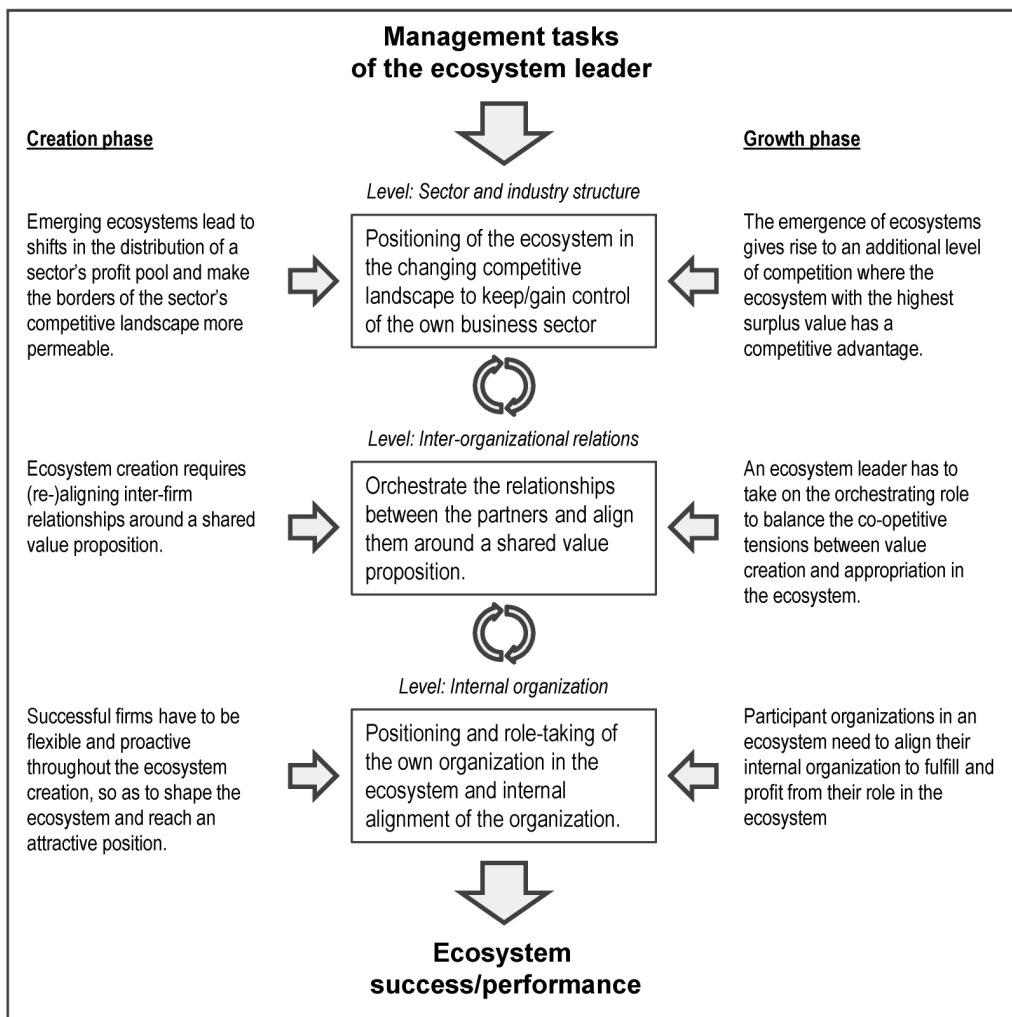 Management tasks
of the ecosystem leader
Creation phase
Growth phase
Level: Sector and industry structure
Emerging ecosystems lead to
shifts in the distribution of a
sector's profit pool and make
the borders of the sector's
competitive landscape more
permeable.
Positioning of the ecosystem in
the changing competitive
landscape to keep/gain control
of the own business sector
The emergence of ecosystems
gives rise to an additional level
of competition where the
ecosystem with the highest
surplus value has a
competitive advantage.
Level: Inter-organizational relations
Ecosystem creation requires
(re-)aligning inter-firm
relationships around a shared
value proposition.
Orchestrate the relationships
between the partners and align
them around a shared value
proposition.
An ecosystem leader has to
take on the orchestrating role
to balance the co-opetitive
tensions between value
creation and appropriation in
the ecosystem.
Level: Internal organization
Successful firms have to be
flexible and proactive
throughout the ecosystem
creation, so as to shape the
ecosystem and reach an
attractive position.
Positioning and role-taking of
the own organization in the
ecosystem and internal
alignment of the organization.
Participant organizations in an
ecosystem need to align their
internal organization to fulfill and
profit from their role in the
ecosystem
Ecosystem
success/performance